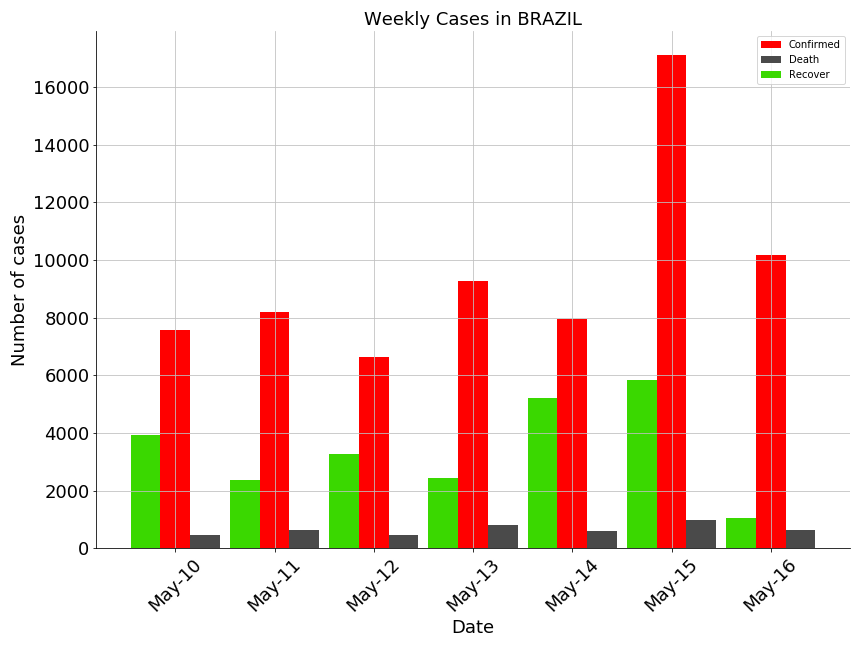 Weekly Cases in BRAZIL
Confirmed
Death
Recover
Number of cases
16000
14000
12000
10000
8000
6000
4000
2000
0
May-10
May-11
May-12
May-13
May-14
May-15
May-16
Date